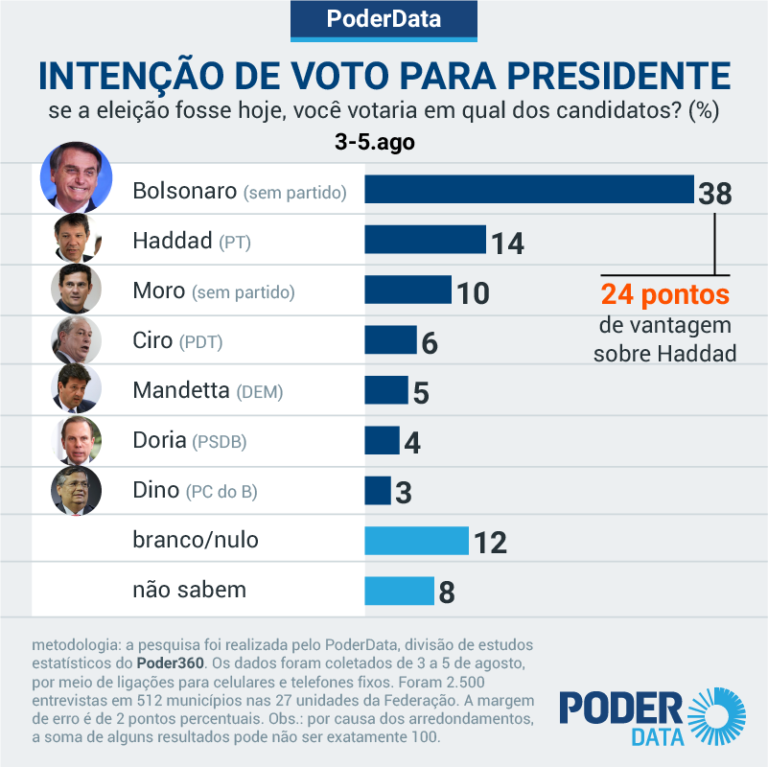 PoderData
INTENÇÃO DE VOTO PARA PRESIDENTE
se a eleição fosse hoje, você votaria em qual dos candidatos? (%)
3-5.ago
Bolsonaro (sem partido) 38
Haddad (PT) 14
Moro (sem partido) 10
24 pontos
de vantagem
sobre Haddad
Ciro (PDT) 6
Mandetta (DEM) 5
Doria (PSDB) 4
Dino (PC do B) 3
branco/nulo 12
não sabem 8
metodologia: a pesquisa foi realizada pelo PoderData, divisão de estudos
estatísticos do Poder360. Os dados foram coletados de 3 a 5 de agosto,
por meio de ligações para celulares e telefones fixos. Foram 2.500
entrevistas em 512 municípios nas 27 unidades da Federação. A margem
de erro é de 2 pontos percentuais. Obs.: por causa dos arredondamentos,
a soma de alguns resultados pode não ser exatamente 100.
PODER
DATA